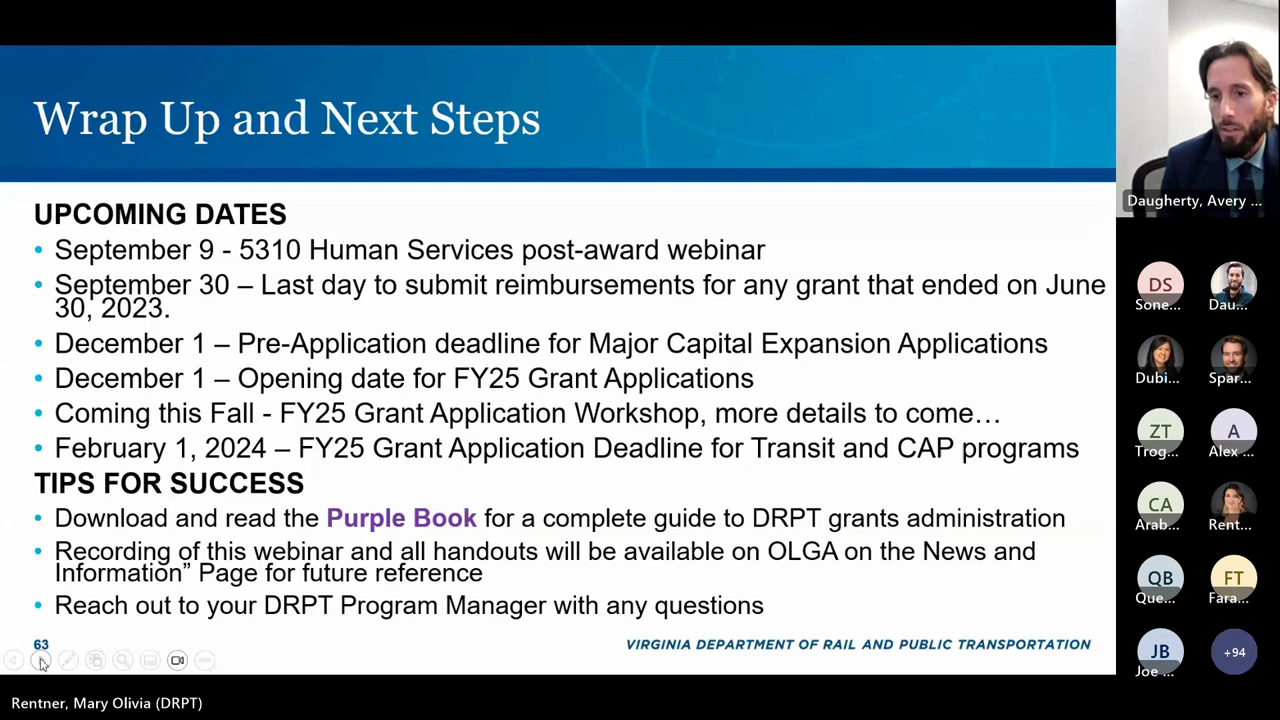 Wrap Up and Next Steps
UPCOMING DATES
• September 9 - 5310 Human Services post-award webinar
• September 30 – Last day to submit reimbursements for any grant that ended on June
30, 2023.
• December 1 – Pre-Application deadline for Major Capital Expansion Applications
• December 1 – Opening date for FY25 Grant Applications
• Coming this Fall - FY25 Grant Application Workshop, more details to come…
• February 1, 2024 – FY25 Grant Application Deadline for Transit and CAP programs
TIPS FOR SUCCESS
• Download and read the Purple Book for a complete guide to DRPT grants administration
• Recording of this webinar and all handouts will be available on OLGA on the News and
Information” Page for future reference
• Reach out to your DRPT Program Manager with any questions
63
VIRGINIA DEPARTMENT OF RAIL AND PUBLIC TRANSPORTATION
Rentner, Mary Olivia (DRPT)
Daugherty, Avery ...
DS
Sone...
Dau...
Dubi...
Spar...
ZT
Trog...
A
Alex ...
CA
Arab...
Rent...
QB
Que...
FT
Fara...
JB
Joe ...
+94